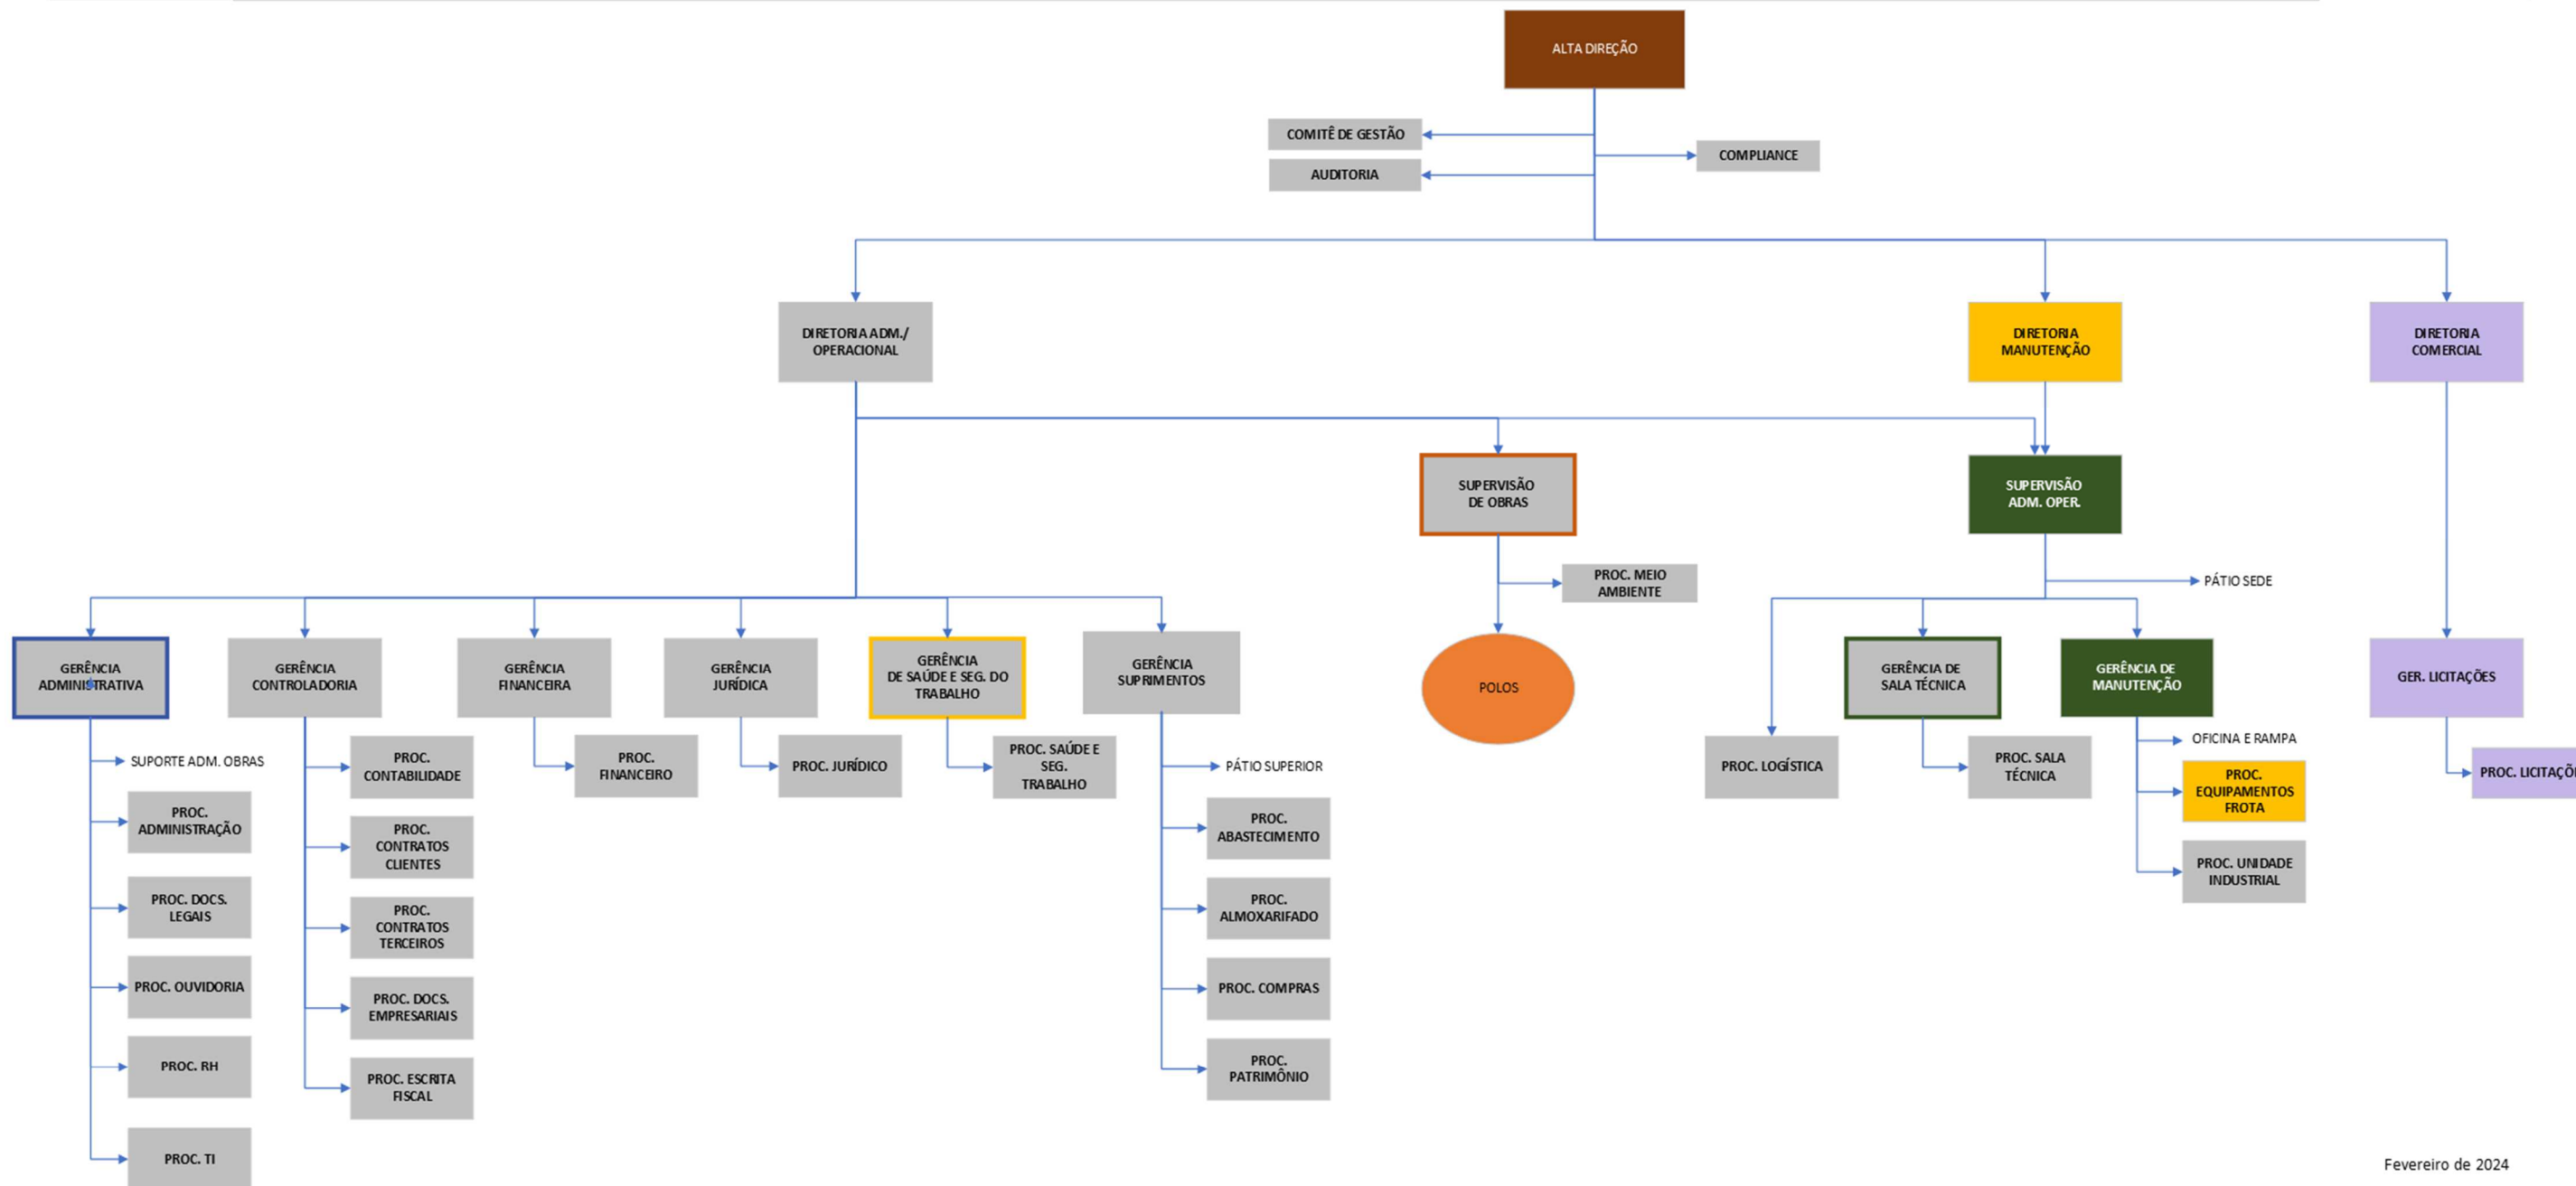 ALTA DIREÇÃO
COMITÊ DE GESTÃO
COMPLIANCE
AUDITORIA
DIRETORIA ADM./
OPERACIONAL
DIRETORIA
MANUTENÇÃO
DIRETORIA
COMERCIAL
SUPERVISÃO
DE OBRAS
SUPERVISÃO
ADM. OPER.
PROC. MEIO
AMBIENTE
PÁTIO SEDE
GERÊNCIA
ADMINISTRATIVA
GERÊNCIA
CONTROLADORIA
GERÊNCIA
FINANCEIRA
GERÊNCIA
JURÍDICA
GERÊNCIA
DE SAÚDE E SEG. DO
TRABALHO
GERÊNCIA
SUPRIMENTOS
POLOS
GERÊNCIA DE
SALA TÉCNICA
GERÊNCIA DE
MANUTENÇÃO
GER. LICITAÇÕES
SUPORTE ADM. OBRAS
PROC.
ADMINISTRAÇÃO
PROC. DOCS.
LEGAIS
PROC. OUVIDORIA
PROC. RH
PROC. TI
PROC.
CONTABILIDADE
PROC.
CONTRATOS
CLIENTES
PROC.
CONTRATOS
TERCEIROS
PROC. DOCS.
EMPRESARIAIS
PROC. ESCRITA
FISCAL
PROC.
FINANCEIRO
PROC. JURÍDICO
PROC. SAÚDE E
SEG.
TRABALHO
PÁTIO SUPERIOR
PROC.
ABASTECIMENTO
PROC.
ALMOXARIFADO
PROC. COMPRAS
PROC.
PATRIMÔNIO
PROC. LOGÍSTICA
PROC. SALA
TÉCNICA
OFICINA E RAMPA
PROC.
EQUIPAMENTOS
FROTA
PROC. UNIDADE
INDUSTRIAL
PROC.
Fevereiro de 2024